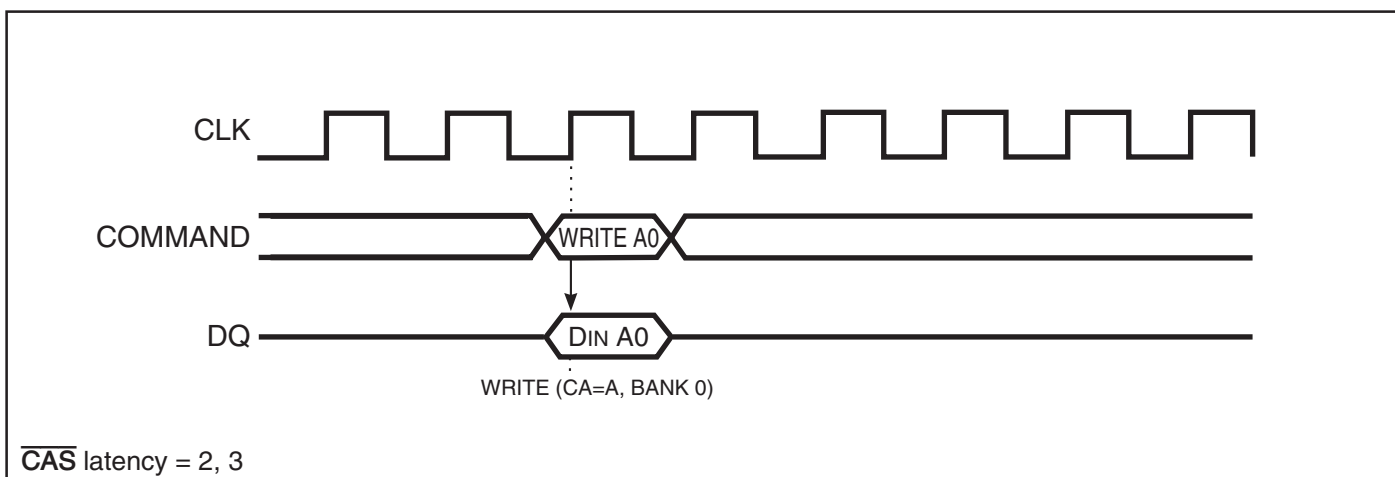 CLK
COMMAND WRITE A0
DQ DIN A0
WRITE (CA=A, BANK 0)
CAS latency = 2, 3